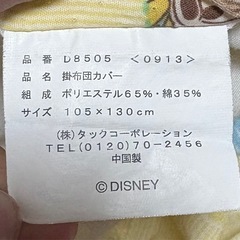 品番 D8505 <0913>
品名 掛布団カバー
組成 ポリエステル65%・綿35%
サイズ 105×130cm
(株)タックコーポレーション
TEL(0120)70-2456
中国製
©DISNEY